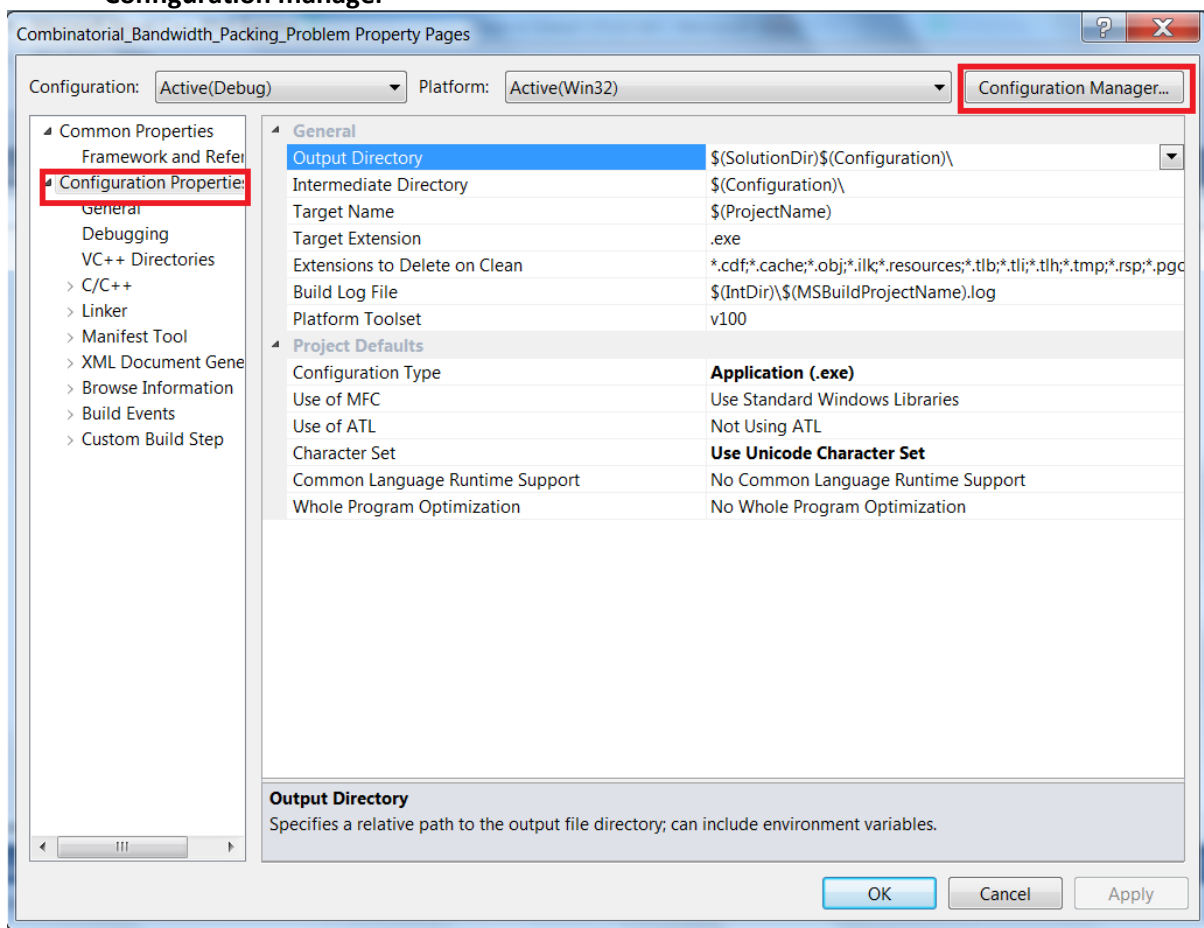 Configuration manager
Combinatorial_Bandwidth_Packing_Problem Property Pages
Configuration: Active(Debug) Platform: Active(Win32) Configuration Manager...
Common Properties
Framework and Refer
Configuration Propertie
General
Debugging
VC++ Directories
C/C++
Linker
Manifest Tool
XML Document Gene
Browse Information
Build Events
Custom Build Step
General
Output Directory $(SolutionDir)$(Configuration)\
Intermediate Directory $(Configuration)\
Target Name $(ProjectName)
Target Extension .exe
Extensions to Delete on Clean *.cdf;*.cache;*.obj;*.ilk;*.resources;*.tlb;*.tli;*.tlh;*.tmp;*.rsp;*.pgc
Build Log File $(IntDir)\$(MSBuildProjectName).log
Platform Toolset v100
Project Defaults
Configuration Type Application (.exe)
Use of MFC Use Standard Windows Libraries
Use of ATL Not Using ATL
Character Set Use Unicode Character Set
Common Language Runtime Support No Common Language Runtime Support
Whole Program Optimization No Whole Program Optimization
Output Directory
Specifies a relative path to the output file directory; can include environment variables.
OK Cancel Apply